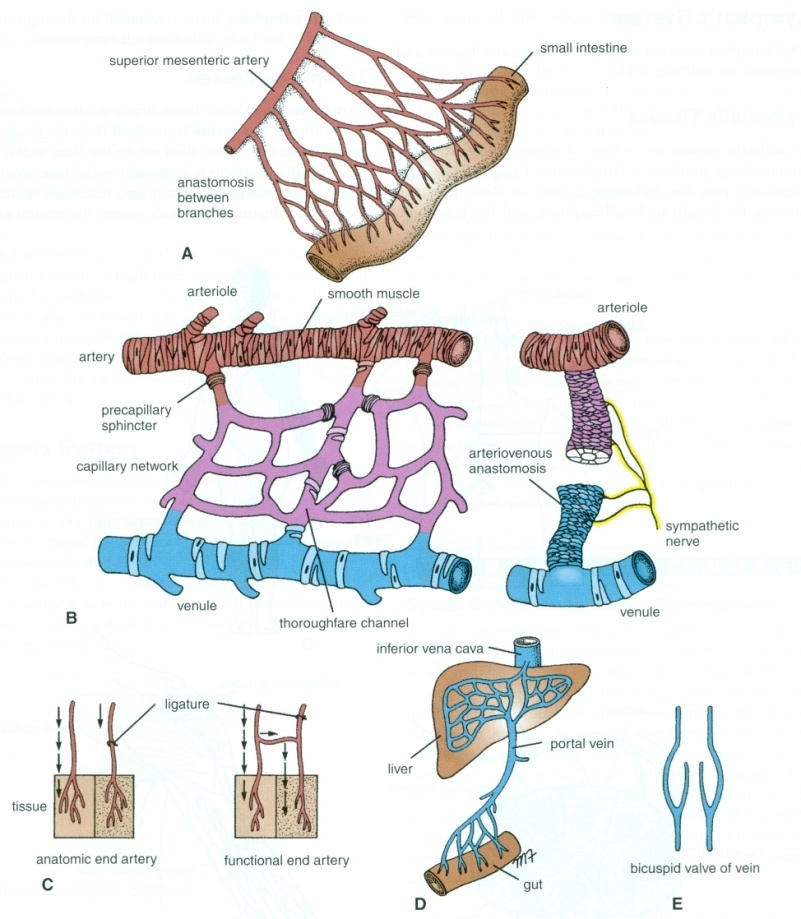 superior mesenteric artery
small intestine
anastomosis
between
branches
A
arteriole
smooth muscle
arteriole
artery
precapillary
sphincter
capillary network
arteriovenous
anastomosis
sympathetic
nerve
venule
thoroughfare channel
venule
B
inferior vena cava
ligature
liver
portal vein
tissue
anatomic end artery
functional end artery
bicuspid valve of vein
gut
C
D
E